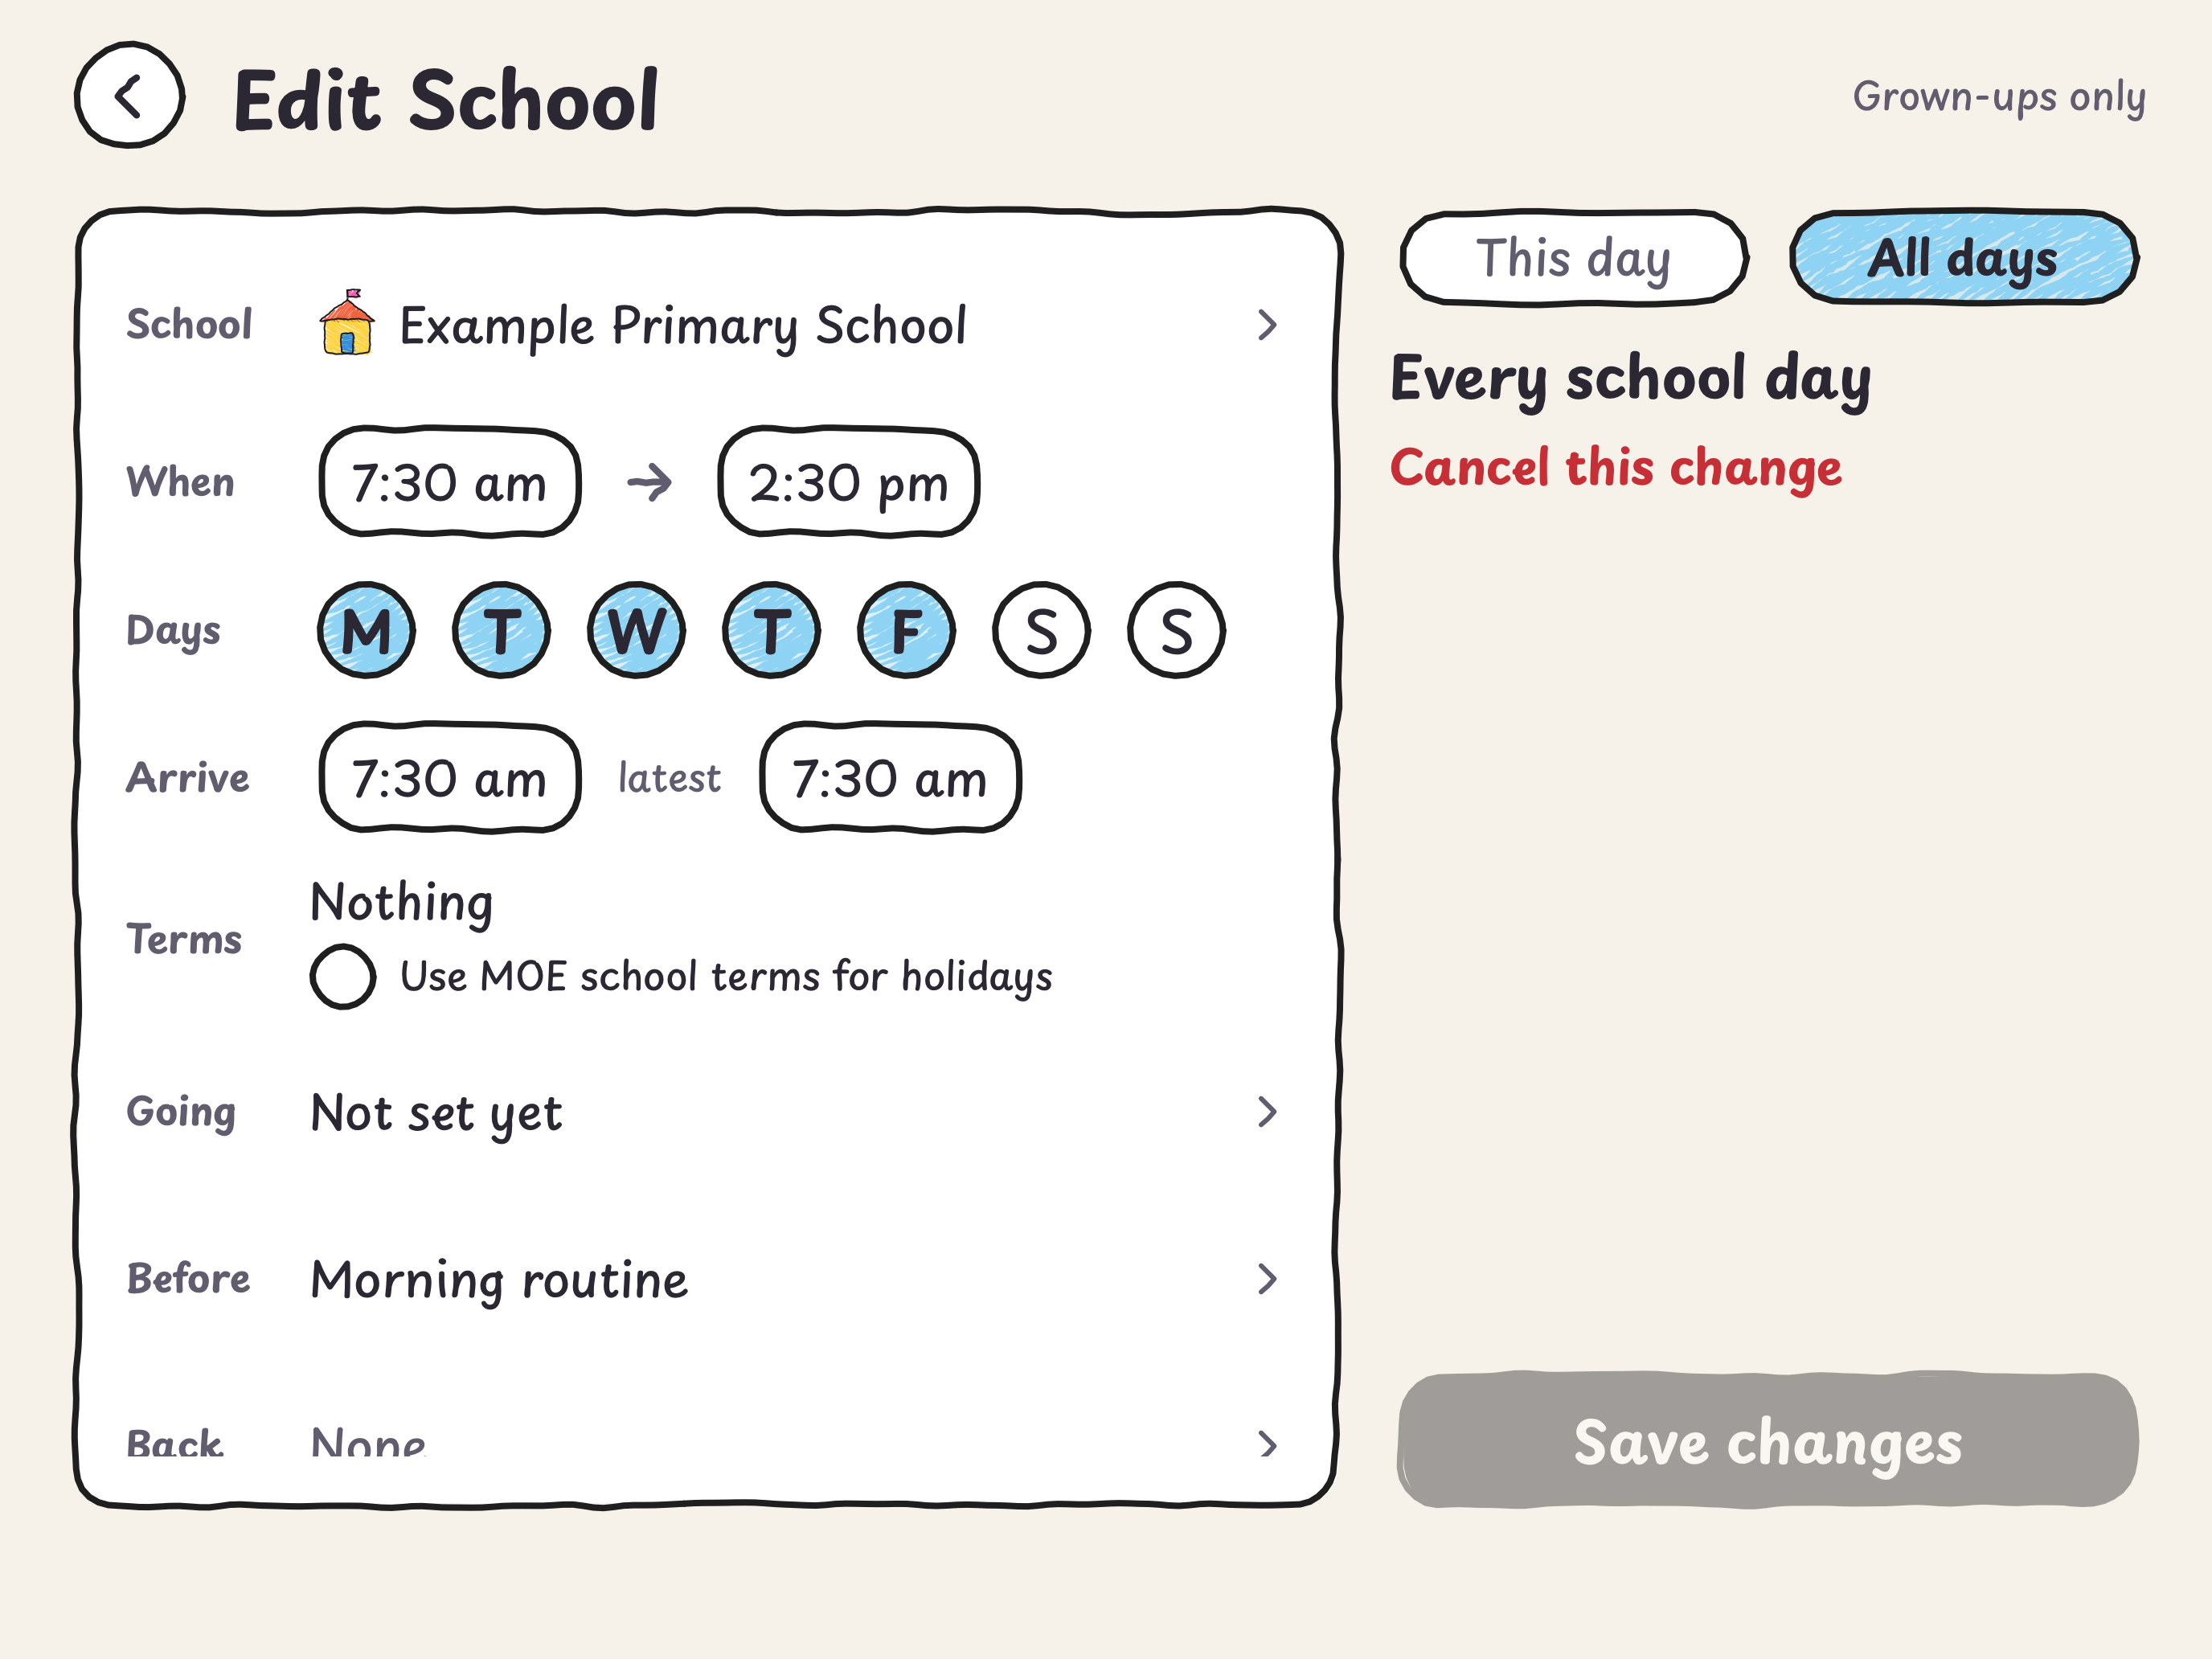 Edit School
Grown-ups only
School Example Primary School
When 7:30 am → 2:30 pm
Days M T W T F S S
Arrive 7:30 am latest 7:30 am
Terms
Nothing
Use MOE school terms for holidays
Going Not set yet
Before Morning routine
Back None
This day All days
Every school day
Cancel this change
Save changes